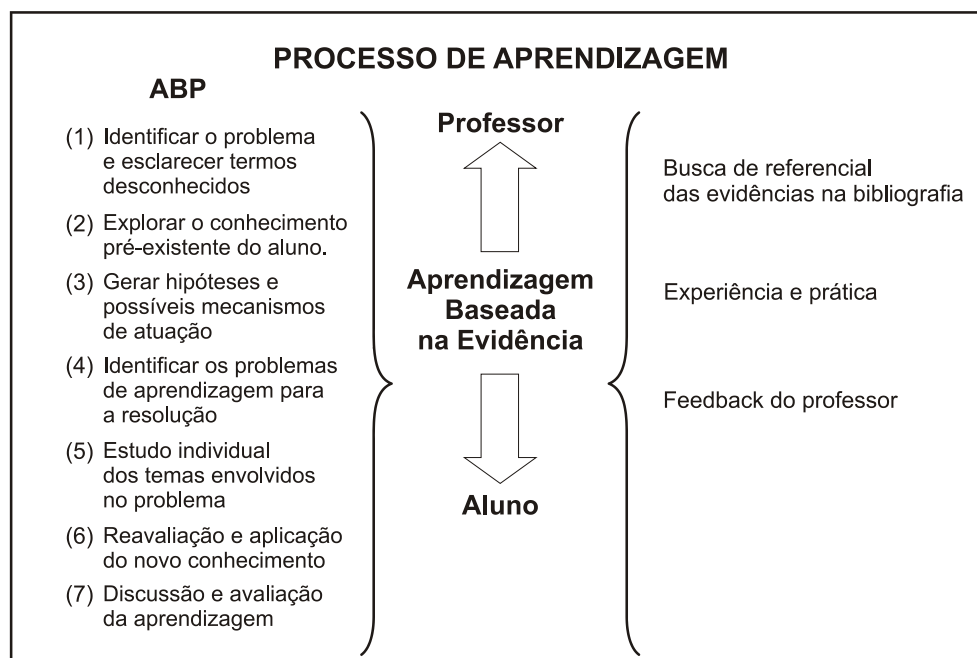 PROCESSO DE APRENDIZAGEM
ABP
(1) Identificar o problema
e esclarecer termos
desconhecidos
(2) Explorar o conhecimento
pré-existente do aluno.
(3) Gerar hipóteses e
possíveis mecanismos
de atuação
(4) Identificar os problemas
de aprendizagem para
a resolução
(5) Estudo individual
dos temas envolvidos
no problema
(6) Reavaliação e aplicação
do novo conhecimento
(7) Discussão e avaliação
da aprendizagem
Professor
Aprendizagem
Baseada
na Evidência
Aluno
Busca de referencial
das evidências na bibliografia
Experiência e prática
Feedback do professor